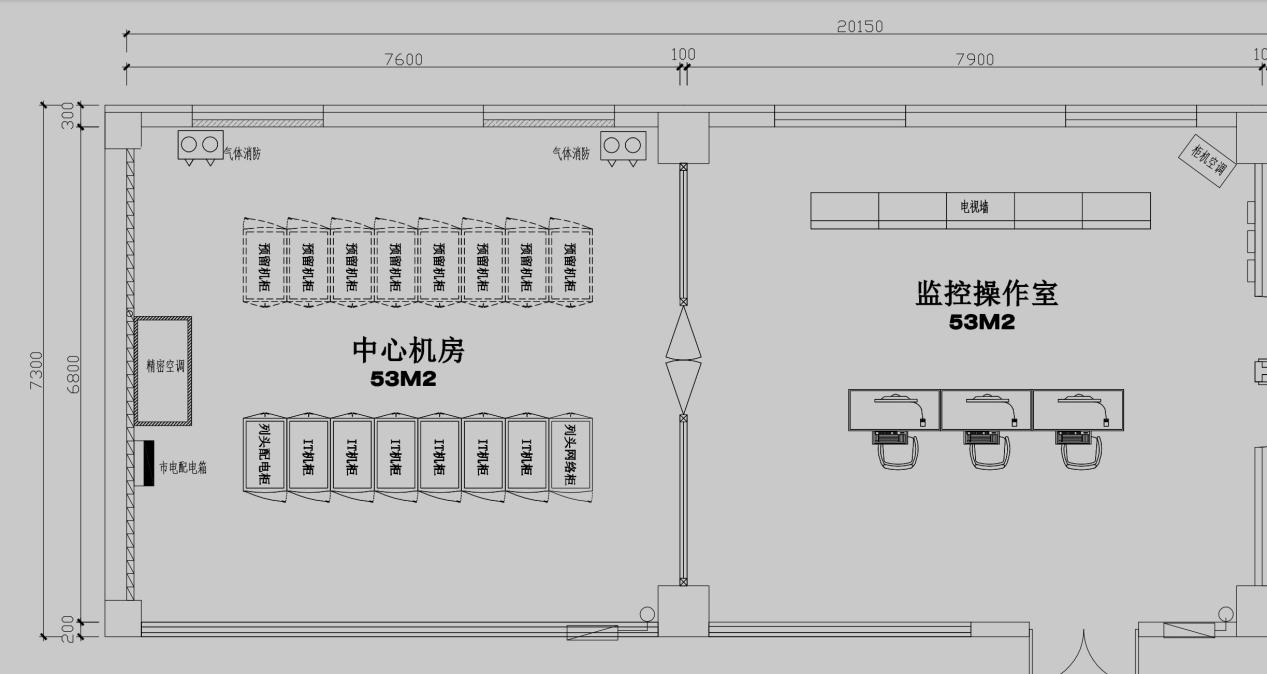 20150
7600
100
7900
10
300
气体消防
气体消防
柜机空调
电视墙
预留机柜
预留机柜
预留机柜
预留机柜
预留机柜
预留机柜
预留机柜
预留机柜
监控操作室
53M2
中心机房
53M2
7300
6800
精密空调
列头配电柜
IT机柜
IT机柜
IT机柜
IT机柜
IT机柜
IT机柜
列头网络柜
市电配电箱
200